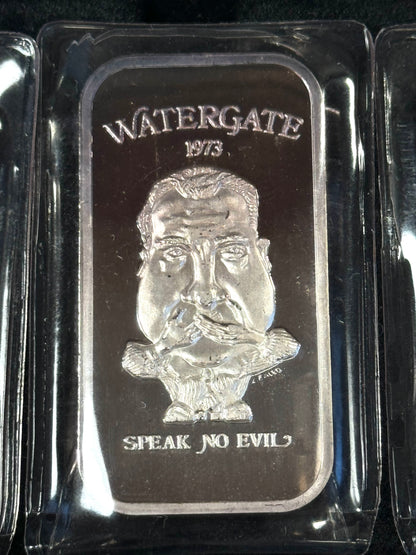 WATERGATE
1973
SPEAK NO EVIL